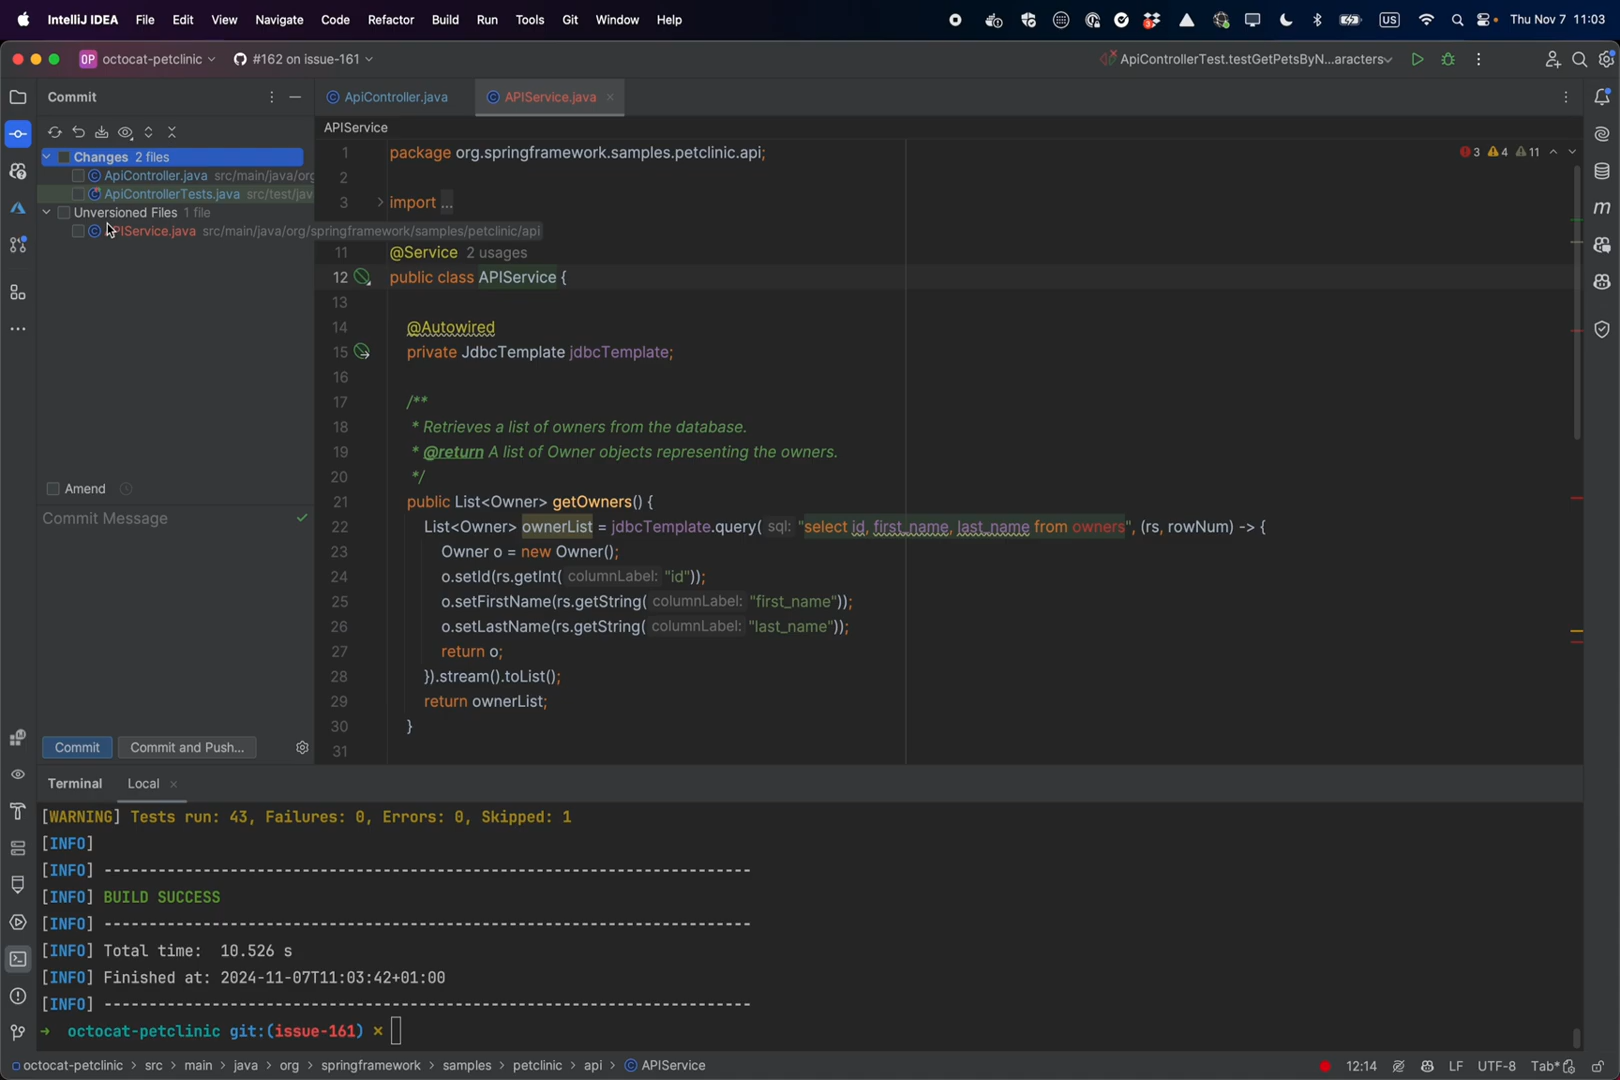 IntelliJ IDEA File Edit View Navigate Code Refactor Build Run Tools Git Window Help US Thu Nov 7 11:03
OP octocat-petclinic #162 on issue-161 ApiControllerTest.testGetPetsByN...aracters
Commit
ApiController.java
APIService.java
APIService
Changes 2 files
ApiController.java src/main/java/org
ApiControllerTests.java src/test/jav
Unversioned Files 1 file
PIService.java src/main/java/org/springframework/samples/petclinic/api
Amend
Commit Message
Commit
Commit and Push...
3 4 11
1 package org.springframework.samples.petclinic.api;
2
3 import ...
11 @Service 2 usages
12 public class APIService {
13
14 @Autowired
15 private JdbcTemplate jdbcTemplate;
16
17 /**
18 * Retrieves a list of owners from the database.
19 * @return A list of Owner objects representing the owners.
20 */
21 public List<Owner> getOwners() {
22 List<Owner> ownerList = jdbcTemplate.query( sql: "select id, first_name, last_name from owners", (rs, rowNum) -> {
23 Owner o = new Owner();
24 o.setId(rs.getInt( columnLabel: "id"));
25 o.setFirstName(rs.getString( columnLabel: "first_name"));
26 o.setLastName(rs.getString( columnLabel: "last_name"));
27 return o;
28 }).stream().toList();
29 return ownerList;
30 }
31
Terminal Local
[WARNING] Tests run: 43, Failures: 0, Errors: 0, Skipped: 1
[INFO]
[INFO] ------------------------------------------------------------------------
[INFO] BUILD SUCCESS
[INFO] ------------------------------------------------------------------------
[INFO] Total time:  10.526 s
[INFO] Finished at: 2024-11-07T11:03:42+01:00
[INFO] ------------------------------------------------------------------------
→ octocat-petclinic git:(issue-161) ×
octocat-petclinic > src > main > java > org > springframework > samples > petclinic > api > APIService 12:14 LF UTF-8 Tab*